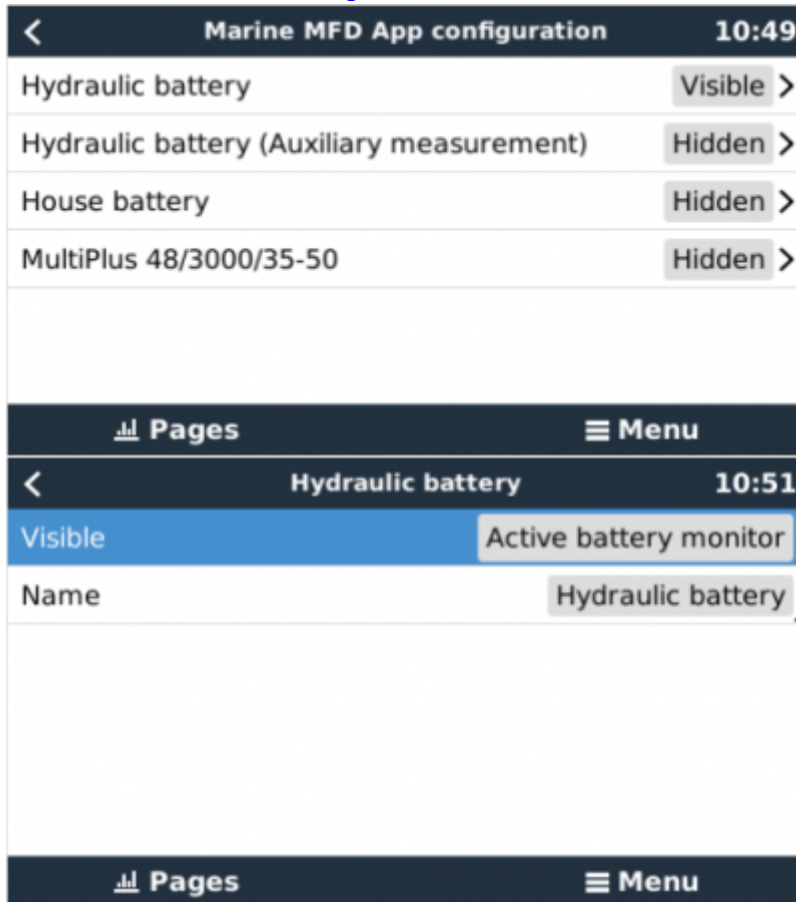 Marine MFD App configuration 10:49
Hydraulic battery Visible
Hydraulic battery (Auxiliary measurement) Hidden
House battery Hidden
MultiPlus 48/3000/35-50 Hidden
Pages Menu
Hydraulic battery 10:51
Visible Active battery monitor
Name Hydraulic battery
Pages Menu